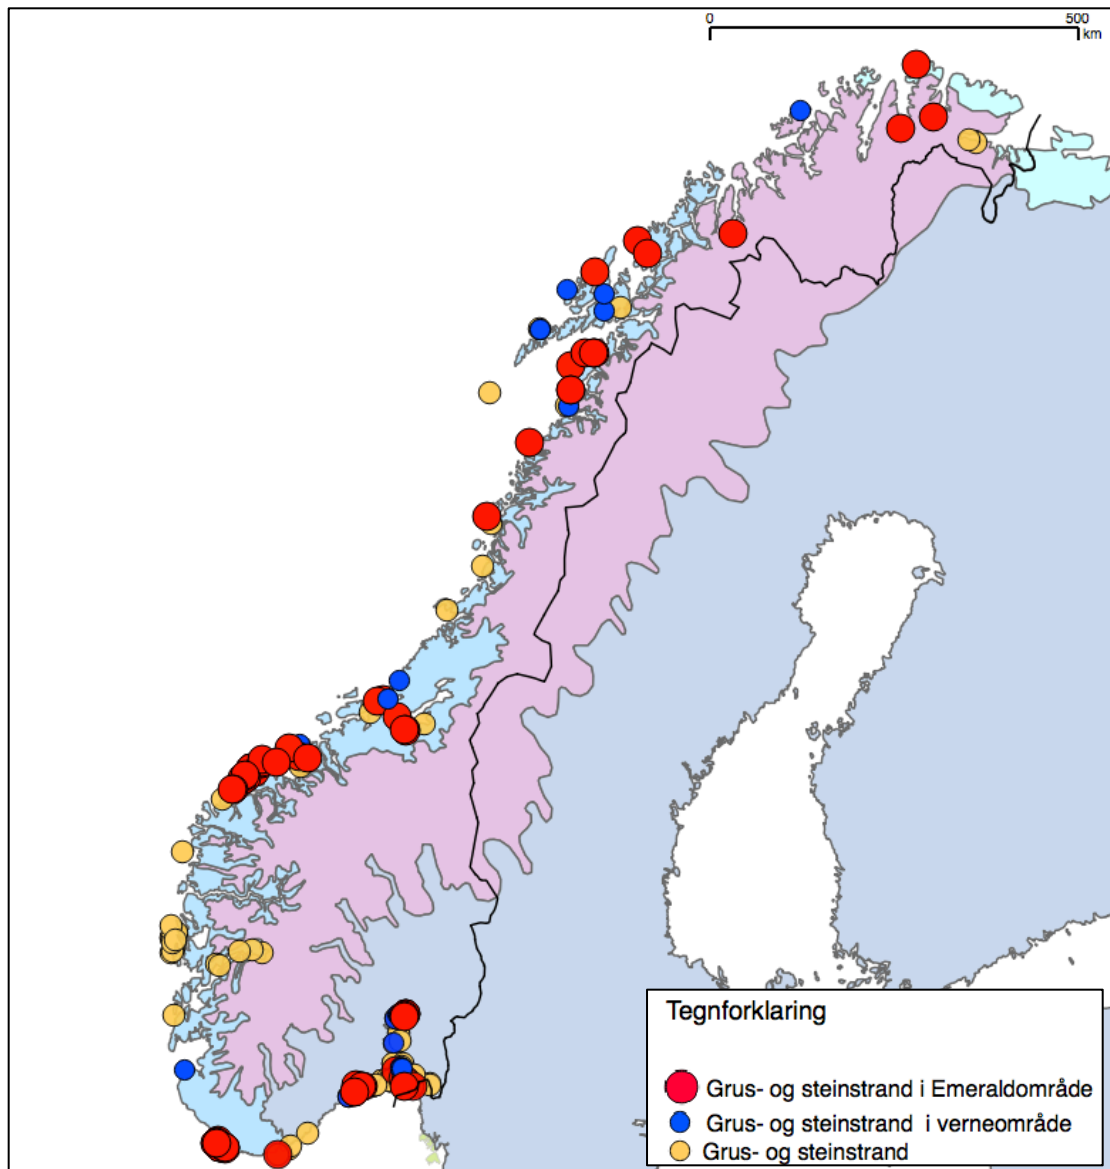 0 500
km
Tegnforklaring
Grus- og steinstrand i Emeraldområde
Grus- og steinstrand i verneområde
Grus- og steinstrand